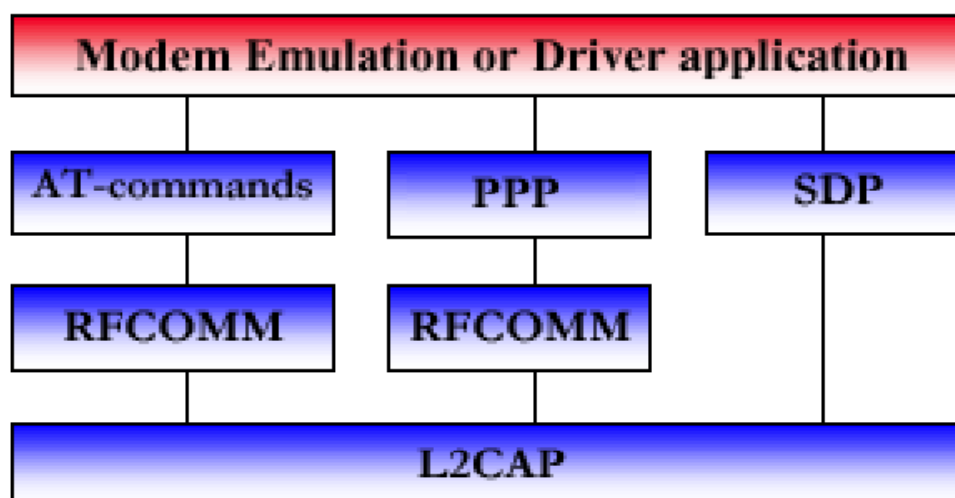 Modem Emulation or Driver application
AT-commands
PPP
SDP
RFCOMM
RFCOMM
L2CAP